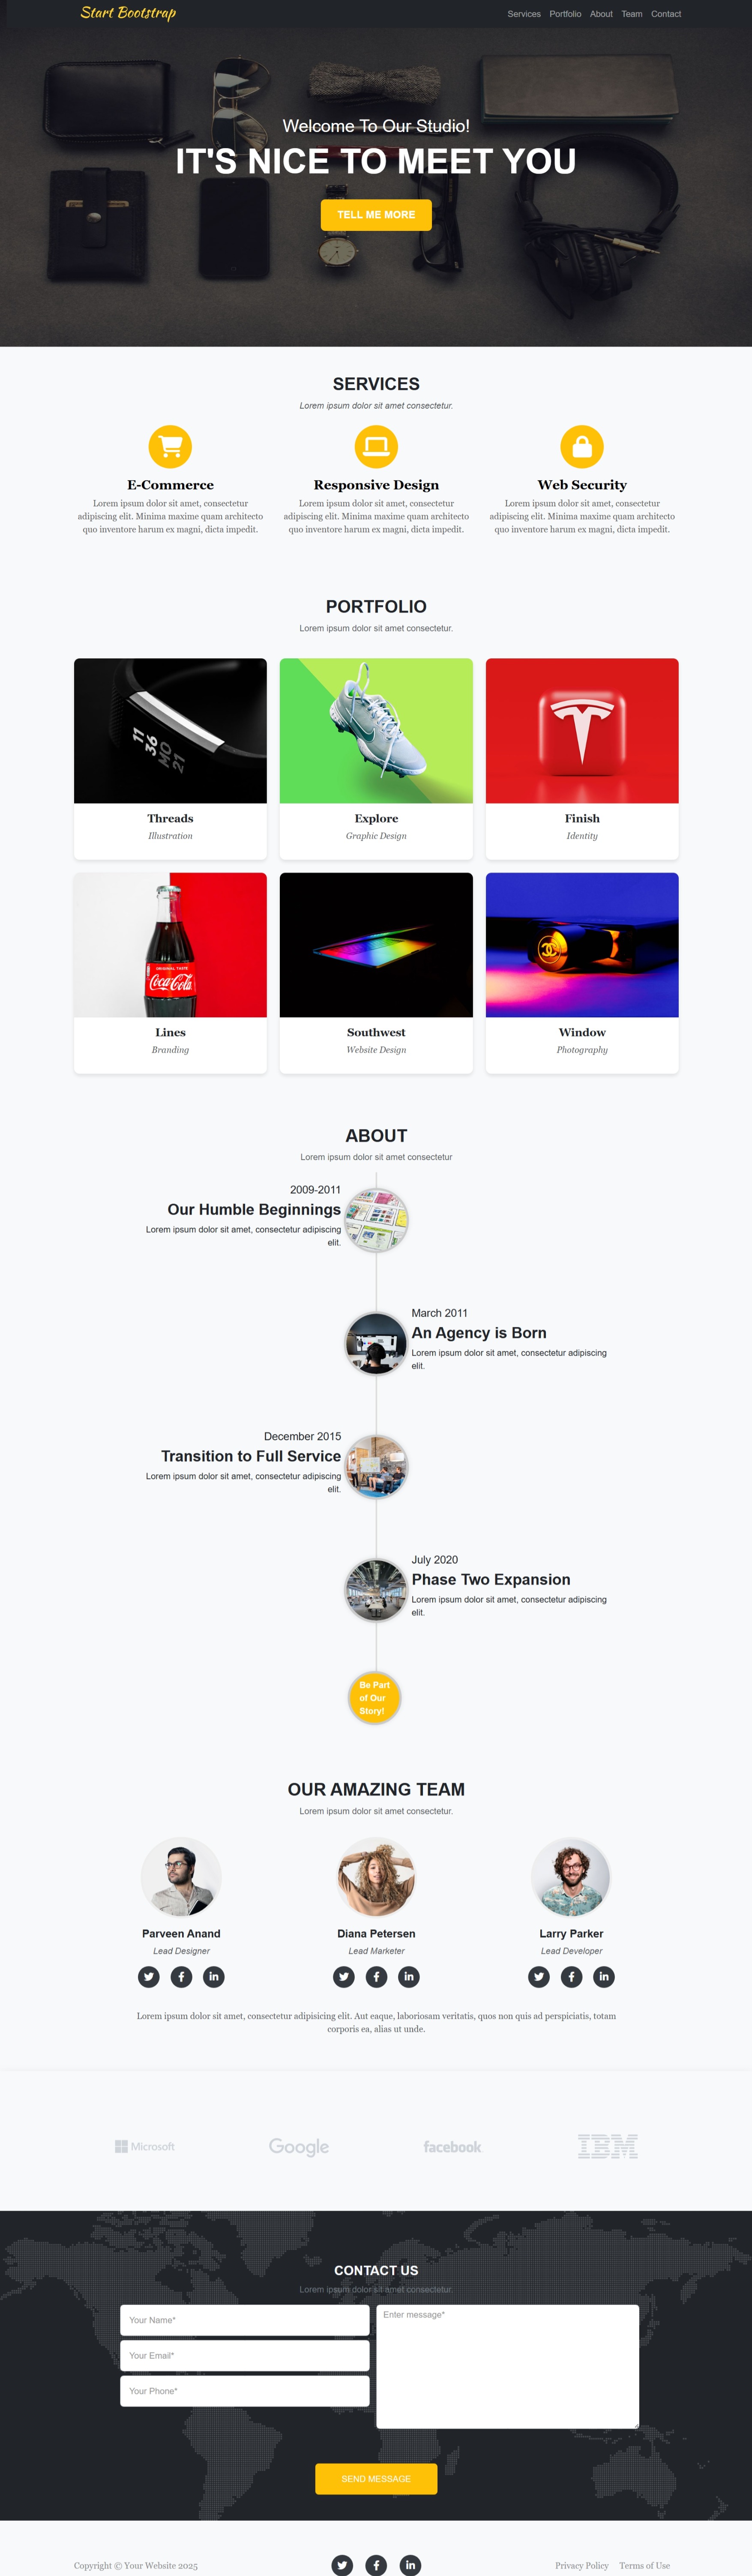 Start Bootstrap
Services Portfolio About Team Contact
Welcome To Our Studio!
IT'S NICE TO MEET YOU
TELL ME MORE
SERVICES
Lorem ipsum dolor sit amet consectetur.
E-Commerce
Lorem ipsum dolor sit amet, consectetur
adipiscing elit. Minima maxime quam architecto
quo inventore harum ex magni, dicta impedit.
Responsive Design
Lorem ipsum dolor sit amet, consectetur
adipiscing elit. Minima maxime quam architecto
quo inventore harum ex magni, dicta impedit.
Web Security
Lorem ipsum dolor sit amet, consectetur
adipiscing elit. Minima maxime quam architecto
quo inventore harum ex magni, dicta impedit.
PORTFOLIO
Lorem ipsum dolor sit amet consectetur.
11
36
MO
21
Threads
Illustration
Explore
Graphic Design
Finish
Identity
ORIGINAL TASTE
Coca-Cola
Lines
Branding
Southwest
Website Design
Window
Photography
ABOUT
Lorem ipsum dolor sit amet consectetur
2009-2011
Our Humble Beginnings
Lorem ipsum dolor sit amet, consectetur adipiscing
elit.
March 2011
An Agency is Born
Lorem ipsum dolor sit amet, consectetur adipiscing
elit.
December 2015
Transition to Full Service
Lorem ipsum dolor sit amet, consectetur adipiscing
elit.
July 2020
Phase Two Expansion
Lorem ipsum dolor sit amet, consectetur adipiscing
elit.
Be Part
of Our
Story!
OUR AMAZING TEAM
Lorem ipsum dolor sit amet consectetur.
Parveen Anand
Lead Designer
Diana Petersen
Lead Marketer
Larry Parker
Lead Developer
Lorem ipsum dolor sit amet, consectetur adipisicing elit. Aut eaque, laboriosam veritatis, quos non quis ad perspiciatis, totam
corporis ea, alias ut unde.
Microsoft
Google
facebook
IBM
CONTACT US
Lorem ipsum dolor sit amet consectetur.
Your Name*
Your Email*
Your Phone*
Enter message*
SEND MESSAGE
Copyright © Your Website 2025
Privacy Policy Terms of Use